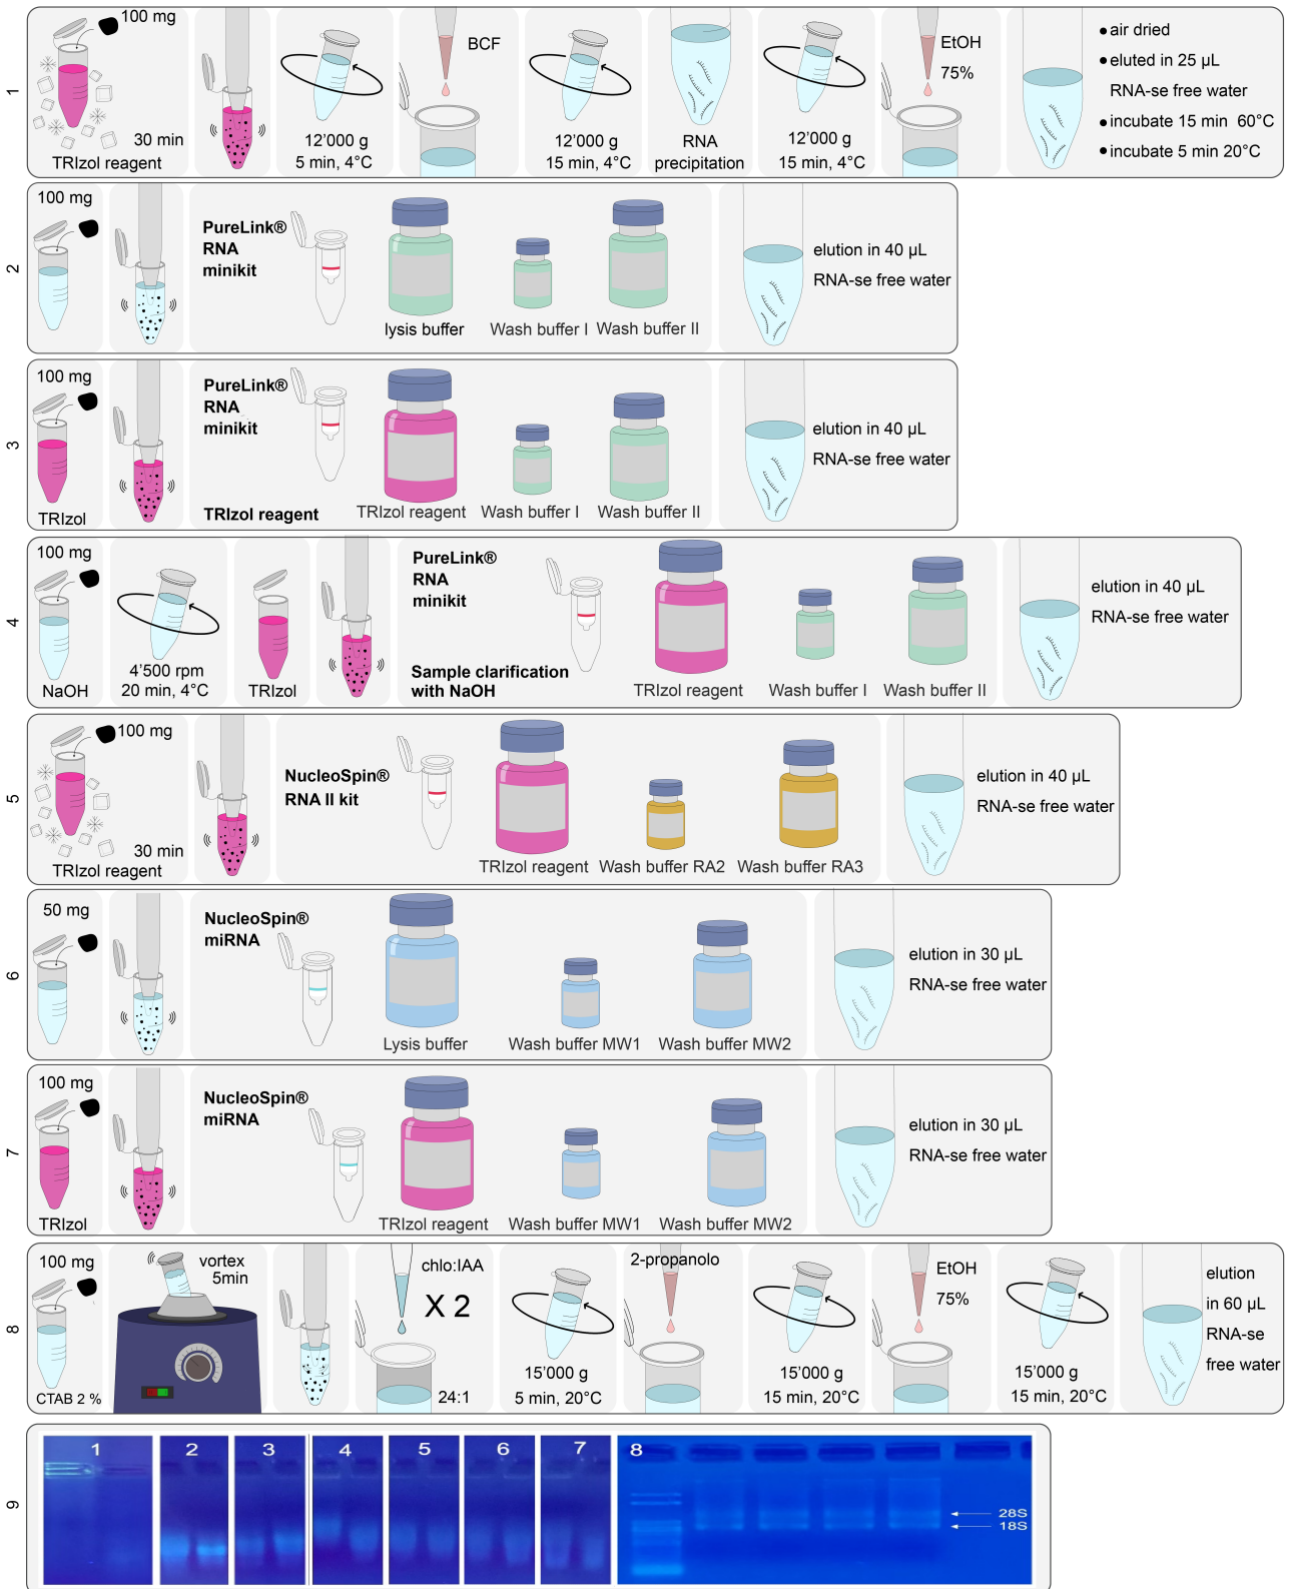 1
100 mg
30 min
TRIzol reagent
12'000 g
5 min, 4°C
BCF
12'000 g
15 min, 4°C
RNA
precipitation
12'000 g
15 min, 4°C
EtOH
75%
• air dried
• eluted in 25 µL
RNA-se free water
• incubate 15 min 60°C
• incubate 5 min 20°C
2
100 mg
PureLink®
RNA
minikit
lysis buffer
Wash buffer I
Wash buffer II
elution in 40 µL
RNA-se free water
3
100 mg
TRIzol
PureLink®
RNA
minikit
TRIzol reagent
TRIzol reagent
Wash buffer I
Wash buffer II
elution in 40 µL
RNA-se free water
4
100 mg
NaOH
4'500 rpm
20 min, 4°C
TRIzol
PureLink®
RNA
minikit
Sample clarification
with NaOH
TRIzol reagent
Wash buffer I
Wash buffer II
elution in 40 µL
RNA-se free water
5
100 mg
30 min
TRIzol reagent
NucleoSpin®
RNA II kit
TRIzol reagent
Wash buffer RA2
Wash buffer RA3
elution in 40 µL
RNA-se free water
6
50 mg
NucleoSpin®
miRNA
Lysis buffer
Wash buffer MW1
Wash buffer MW2
elution in 30 µL
RNA-se free water
7
100 mg
TRIzol
NucleoSpin®
miRNA
TRIzol reagent
Wash buffer MW1
Wash buffer MW2
elution in 30 µL
RNA-se free water
8
100 mg
CTAB 2 %
vortex
5min
chlo:IAA
X 2
24:1
15'000 g
5 min, 20°C
2-propanolo
15'000 g
15 min, 20°C
EtOH
75%
15'000 g
15 min, 20°C
elution
in 60 µL
RNA-se
free water
9
1
2
3
4
5
6
7
8
28S
18S